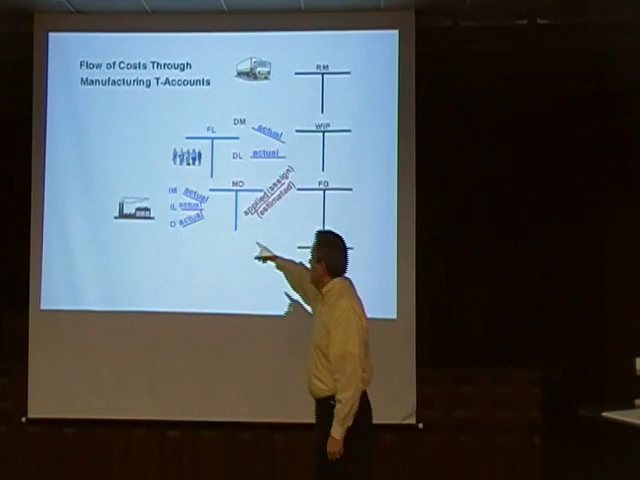 Flow of Costs Through
Manufacturing T-Accounts
RM
DM
actual
WIP
FL
DL
actual
IM
actual
MO
applied (assign)
(estimated)
FG
IL
actual
O
actual